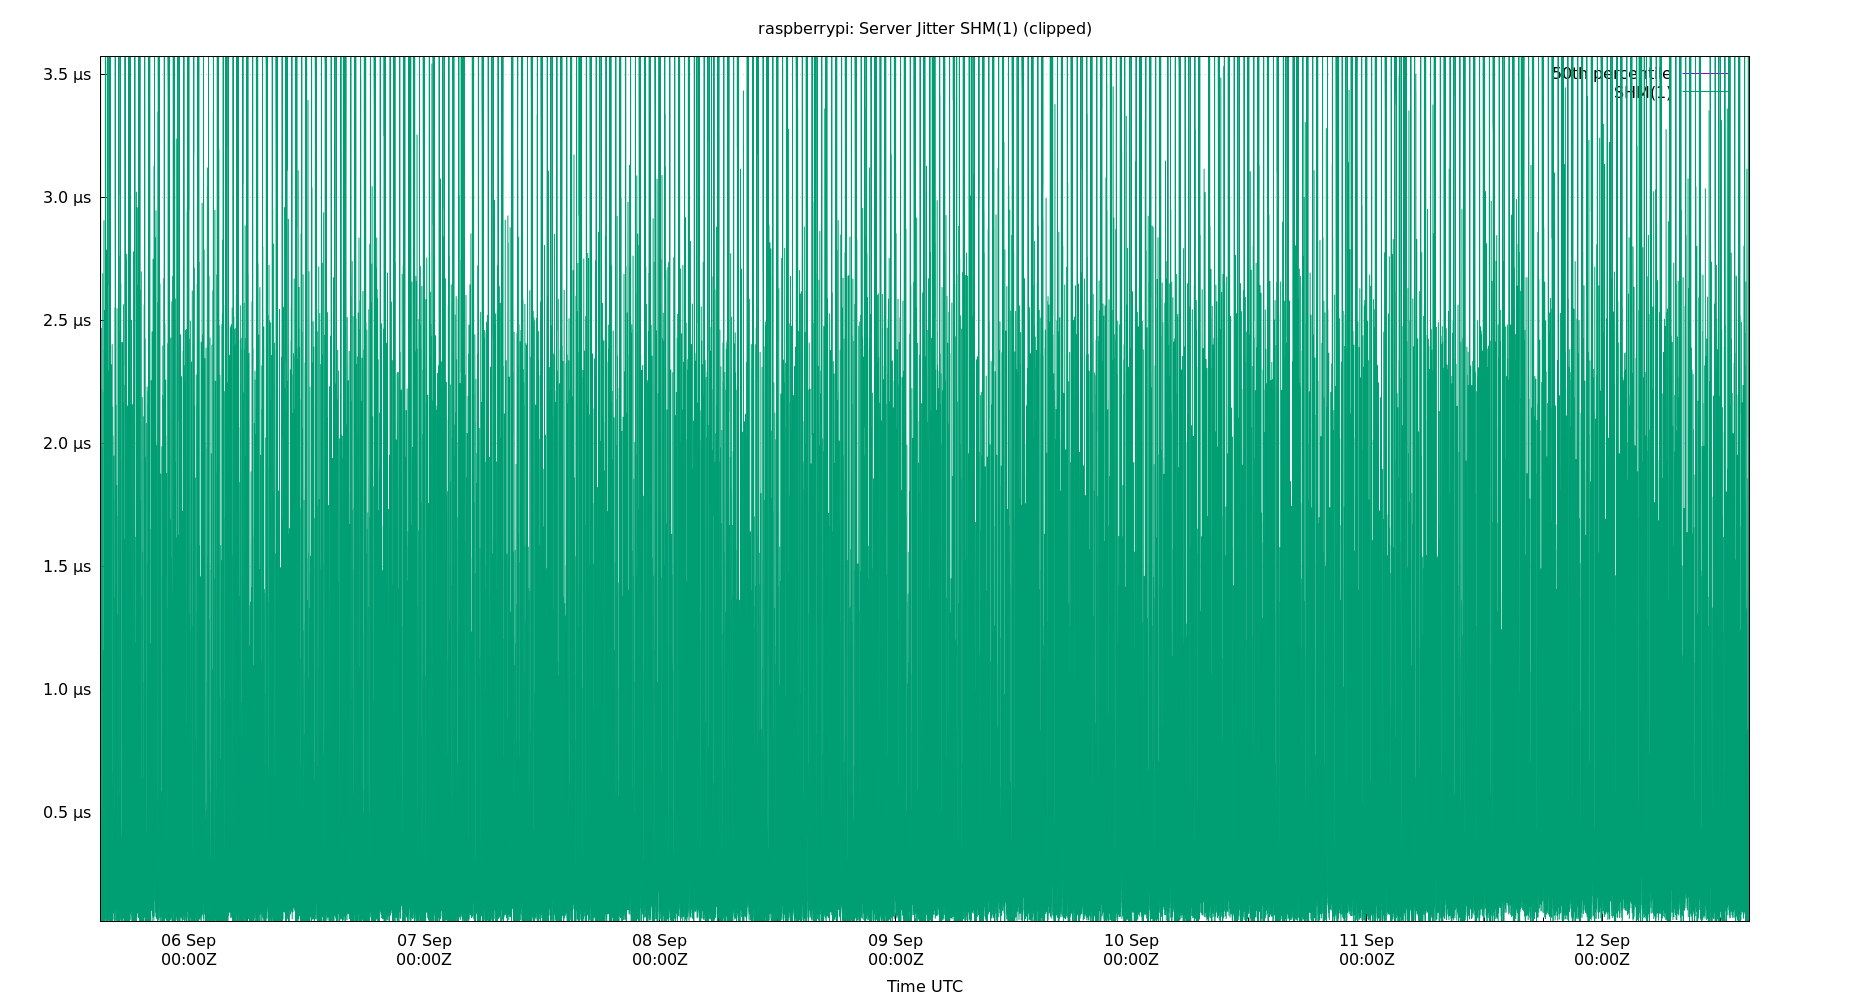 raspberrypi: Server Jitter SHM(1) (clipped)
3.5 µs
3.0 µs
2.5 µs
2.0 µs
1.5 µs
1.0 µs
0.5 µs
50th percentile
SHM(1)
06 Sep 07 Sep 08 Sep 09 Sep 10 Sep 11 Sep 12 Sep
00:00Z 00:00Z 00:00Z 00:00Z 00:00Z 00:00Z 00:00Z
Time UTC